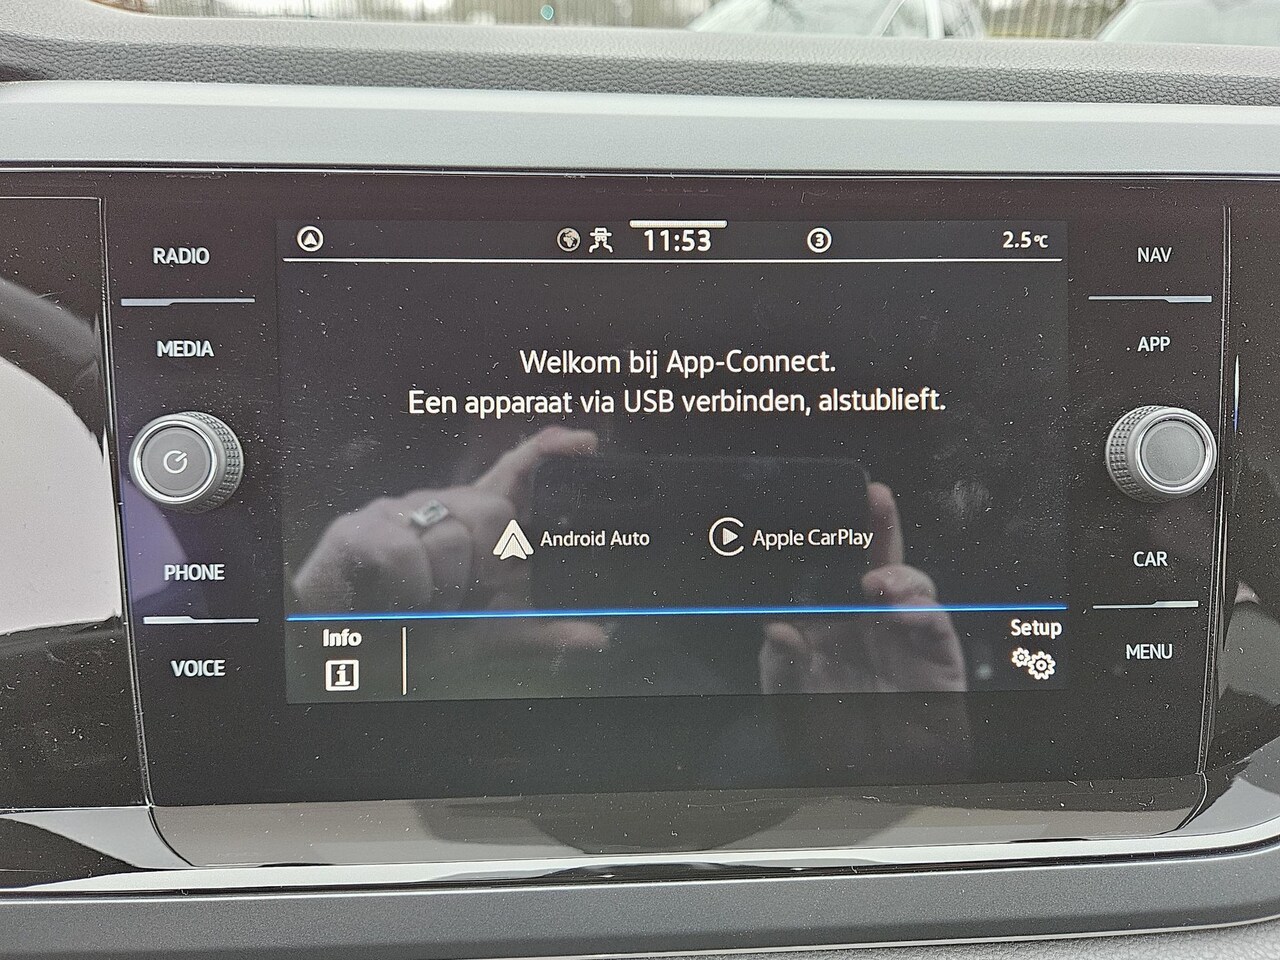 RADIO
MEDIA
PHONE
VOICE
11:53
3
2.5°C
Welkom bij App-Connect.
Een apparaat via USB verbinden, alstublieft.
Android Auto
Apple CarPlay
Info
i
Setup
NAV
APP
CAR
MENU